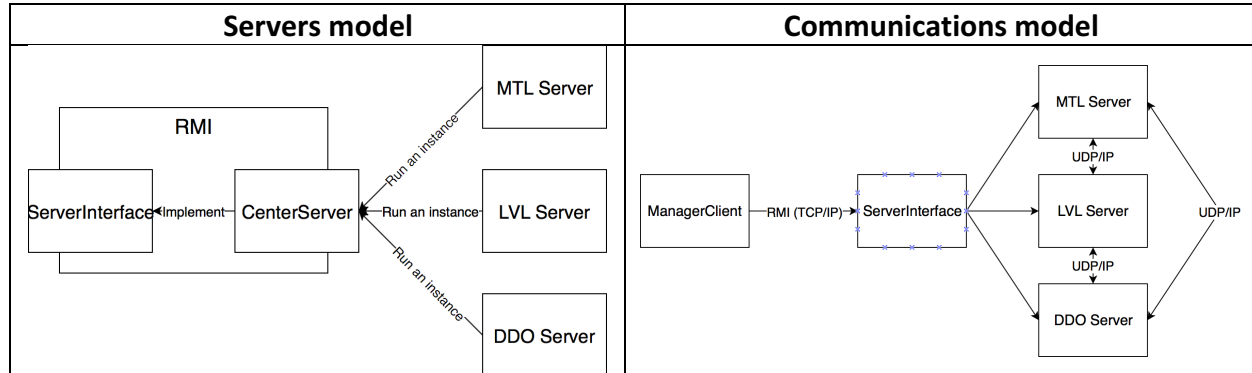 Servers model
Communications model
MTL Server
RMI
Run an instance
ServerInterface
Implement
CenterServer
Run an instance
LVL Server
Run an instance
DDO Server
MTL Server
UDP/IP
ManagerClient
RMI (TCP/IP)
ServerInterface
LVL Server
UDP/IP
UDP/IP
DDO Server